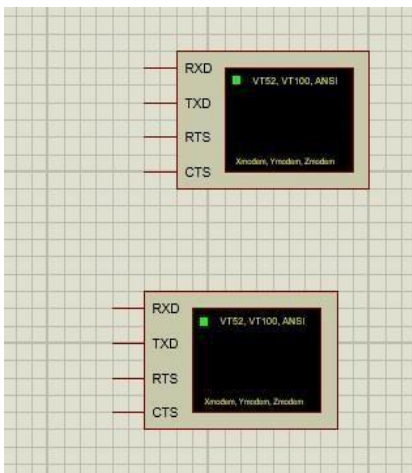 RXD
VT52, VT100, ANSI
TXD
RTS
Xmodem, Ymodem, Zmodem
CTS
RXD
VT52, VT100, ANSI
TXD
RTS
Xmodem, Ymodem, Zmodem
CTS